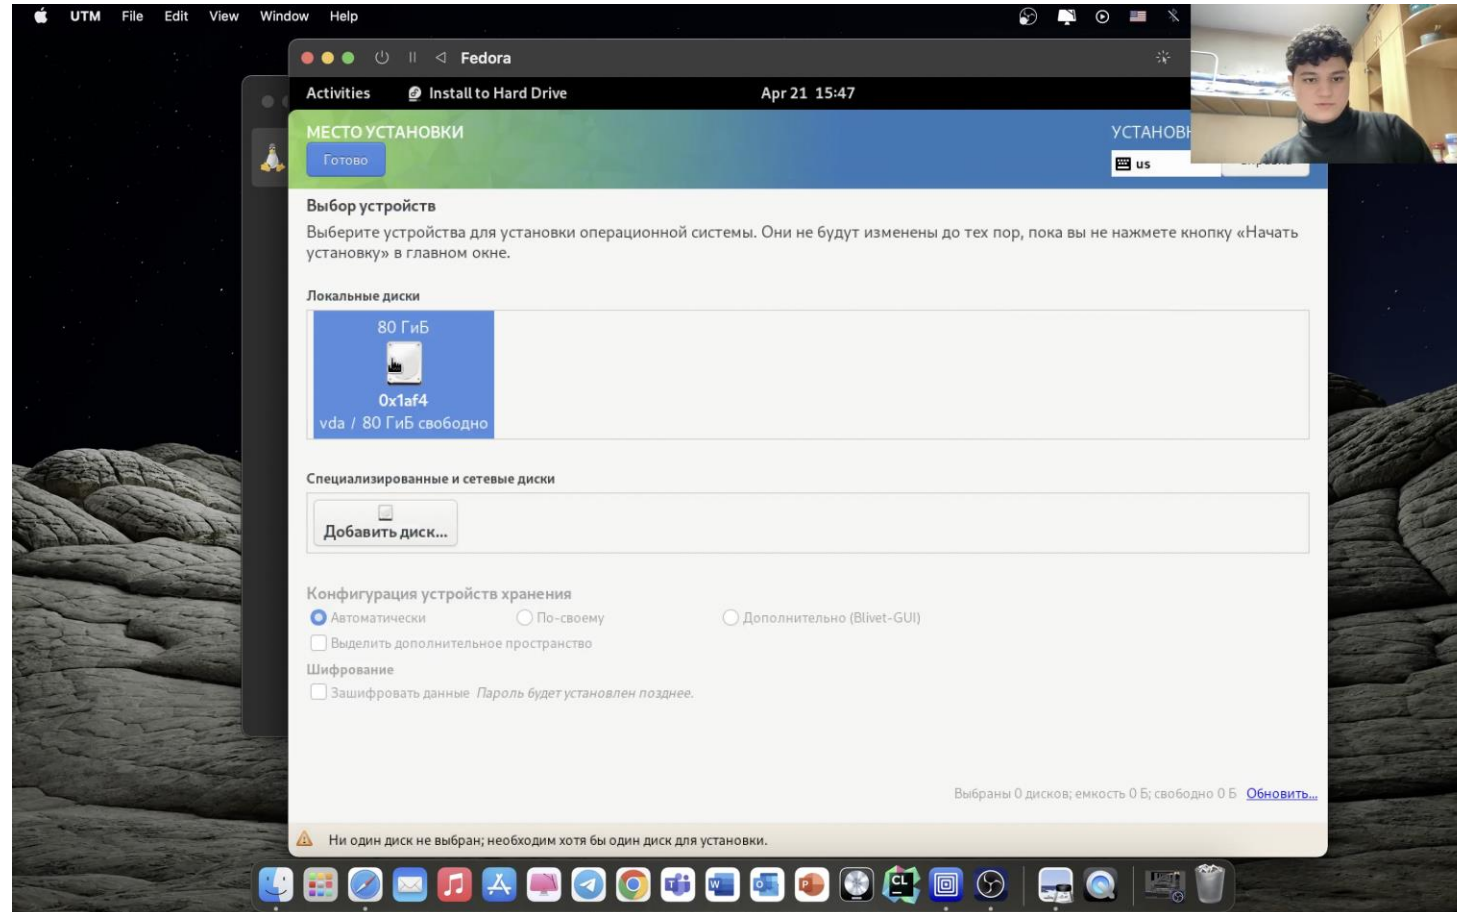 UTM File Edit View Window Help
Fedora
Activities Install to Hard Drive Apr 21 15:47
МЕСТО УСТАНОВКИ
УСТАНОВ
Готово
us
Выбор устройств
Выберите устройства для установки операционной системы. Они не будут изменены до тех пор, пока вы не нажмете кнопку «Начать
установку» в главном окне.
Локальные диски
80 ГиБ
0x1af4
vda / 80 ГиБ свободно
Специализированные и сетевые диски
Добавить диск...
Конфигурация устройств хранения
Автоматически По-своему Дополнительно (Blivet-GUI)
Выделить дополнительное пространство
Шифрование
Зашифровать данные Пароль будет установлен позднее.
Выбраны 0 дисков; емкость 0 Б; свободно 0 Б Обновить...
Ни один диск не выбран; необходим хотя бы один диск для установки.
CL